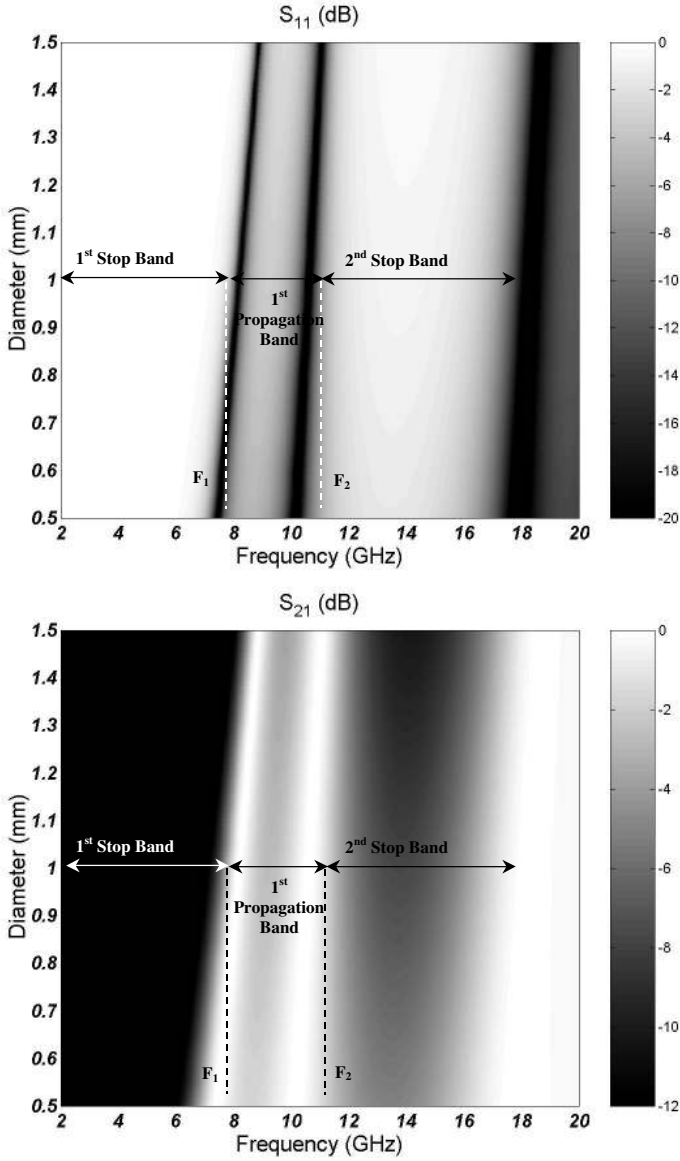 S11 (dB)
1.5
1.4
1.3
1.2
1.1
1
0.9
0.8
0.7
0.6
0.5
Diameter (mm)
1st Stop Band
2nd Stop Band
1st
Propagation
Band
F1
F2
2 4 6 8 10 12 14 16 18 20
Frequency (GHz)
0
-2
-4
-6
-8
-10
-12
-14
-16
-18
-20
S21 (dB)
1.5
1.4
1.3
1.2
1.1
1
0.9
0.8
0.7
0.6
0.5
Diameter (mm)
1st Stop Band
2nd Stop Band
1st
Propagation
Band
F1
F2
2 4 6 8 10 12 14 16 18 20
Frequency (GHz)
0
-2
-4
-6
-8
-10
-12